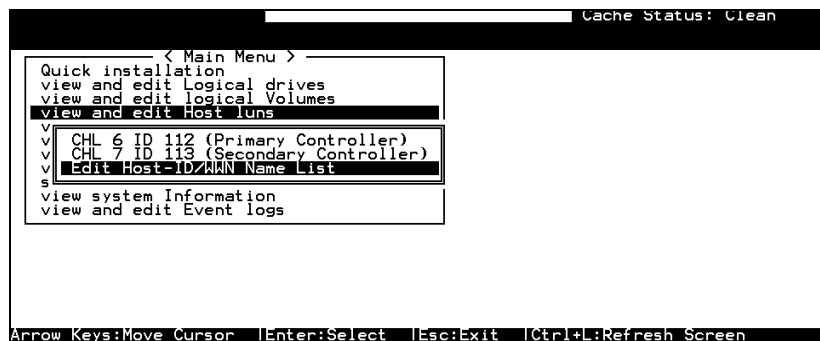 Cache Status: Clean
< Main Menu >
Quick installation
view and edit Logical drives
view and edit logical Volumes
view and edit Host luns
v
v CHL 6 ID 112 (Primary Controller)
v CHL 7 ID 113 (Secondary Controller)
v Edit Host-ID/WWN Name List
s
view system Information
view and edit Event logs
Arrow Keys:Move Cursor |Enter:Select |Esc:Exit |Ctrl+L:Refresh Screen